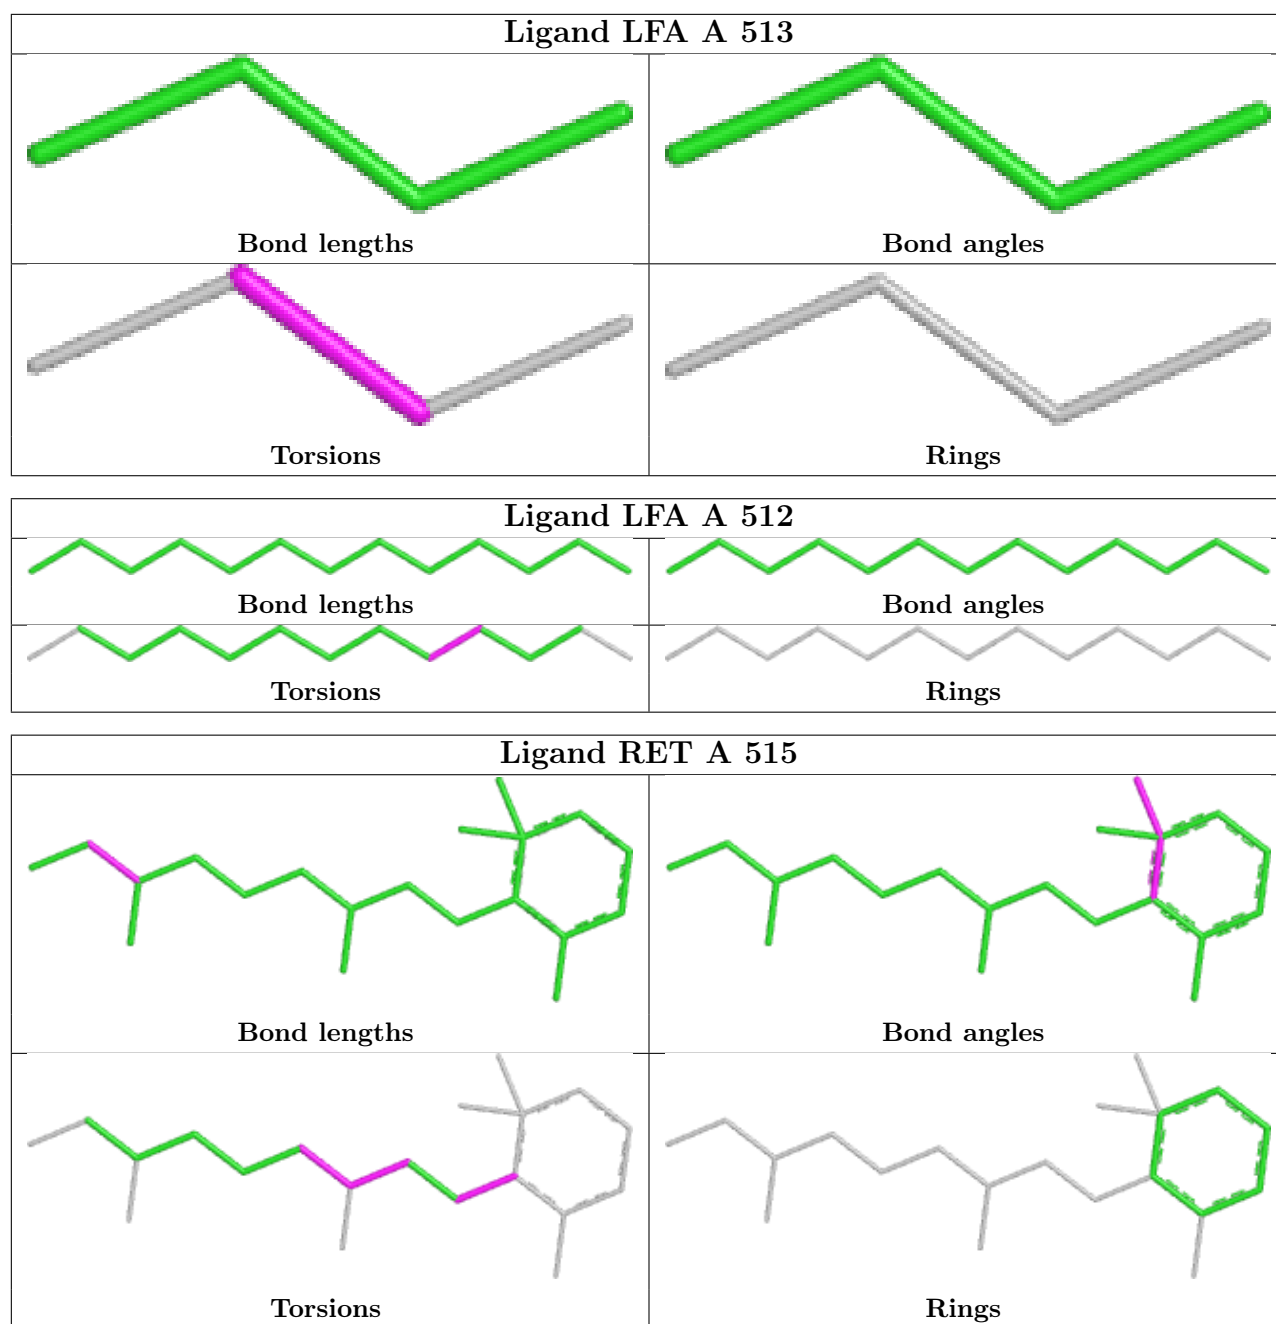 Ligand LFA A 513
Bond lengths Bond angles
Torsions Rings
Ligand LFA A 512
Bond lengths Bond angles
Torsions Rings
Ligand RET A 515
Bond lengths Bond angles
Torsions Rings